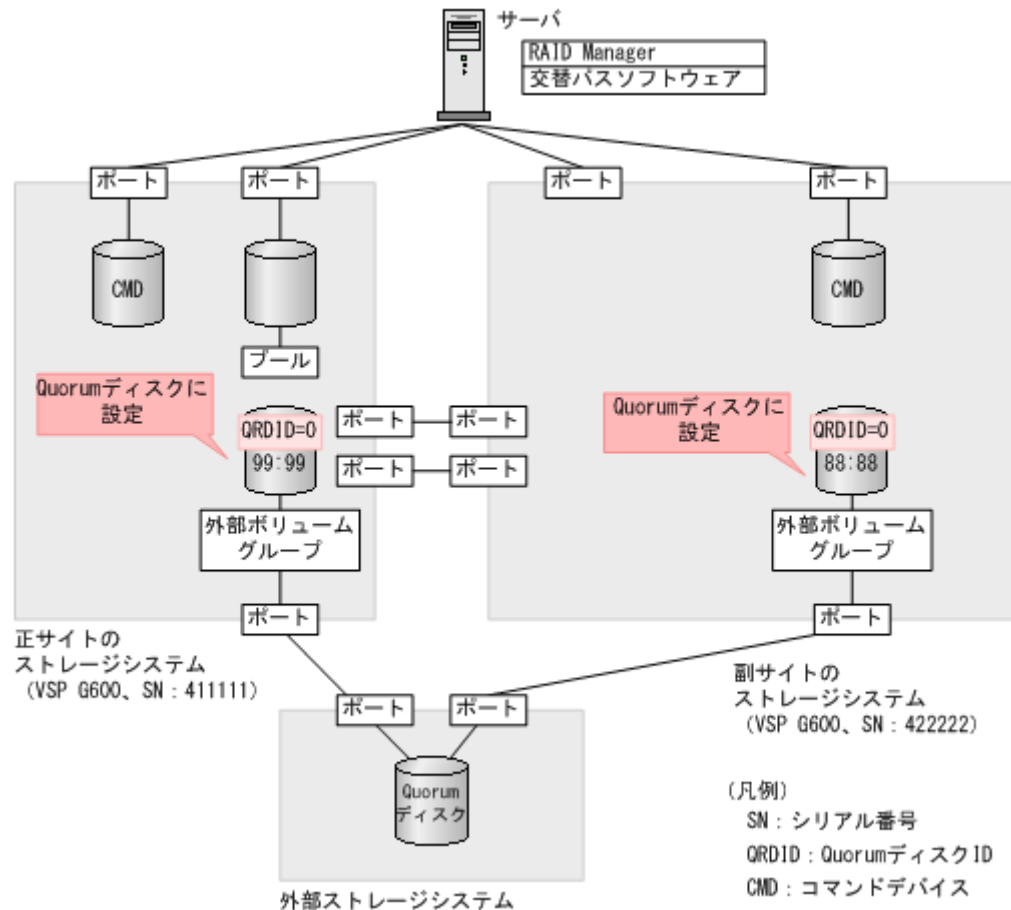 サーバ
RAID Manager
交替パスソフトウェア
ポート
ポート
ポート
ポート
CMD
CMD
プール
Quorumディスクに
設定
QRDID=0
99:99
ポート
ポート
ポート
ポート
Quorumディスクに
設定
QRDID=0
88:88
外部ボリューム
グループ
外部ボリューム
グループ
ポート
ポート
正サイトの
ストレージシステム
(VSP G600、SN:411111)
副サイトの
ストレージシステム
(VSP G600、SN:422222)
ポート
ポート
Quorum
ディスク
外部ストレージシステム
(凡例)
SN:シリアル番号
QRDID:QuorumディスクID
CMD:コマンドデバイス